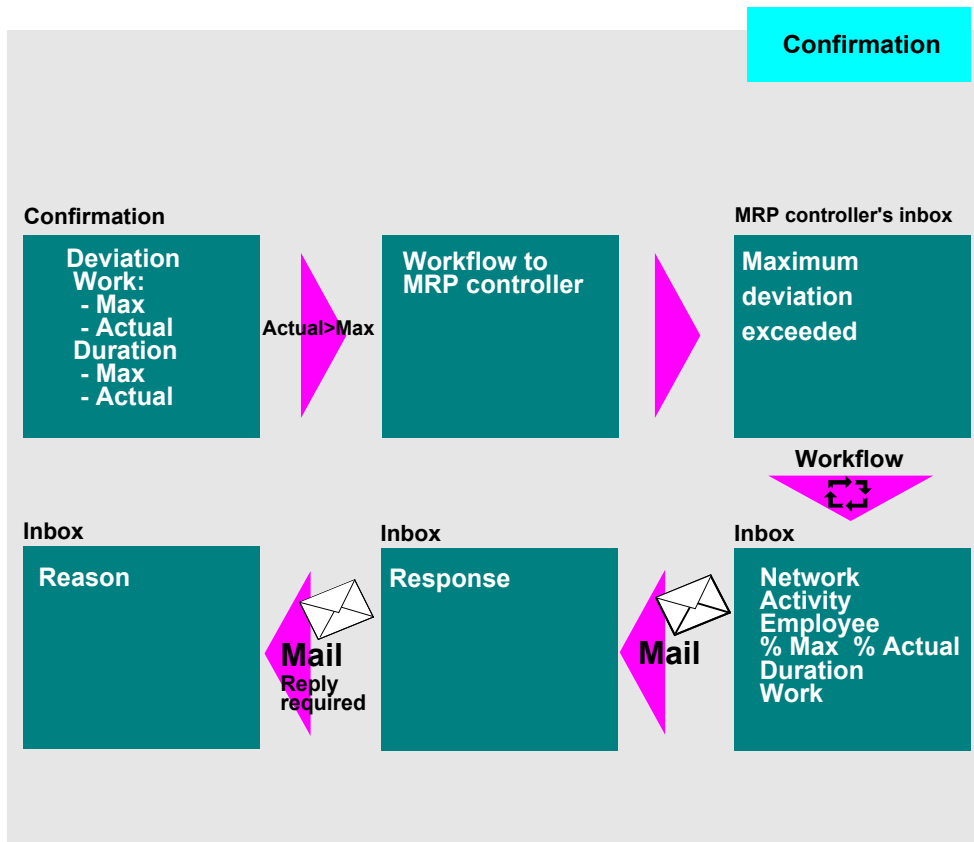 Confirmation
Confirmation
Deviation
Work:
- Max
- Actual
Duration
- Max
- Actual
Actual>Max
Workflow to
MRP controller
MRP controller's inbox
Maximum
deviation
exceeded
Workflow
Inbox
Reason
Mail
Reply
required
Inbox
Response
Mail
Inbox
Network
Activity
Employee
% Max % Actual
Duration
Work